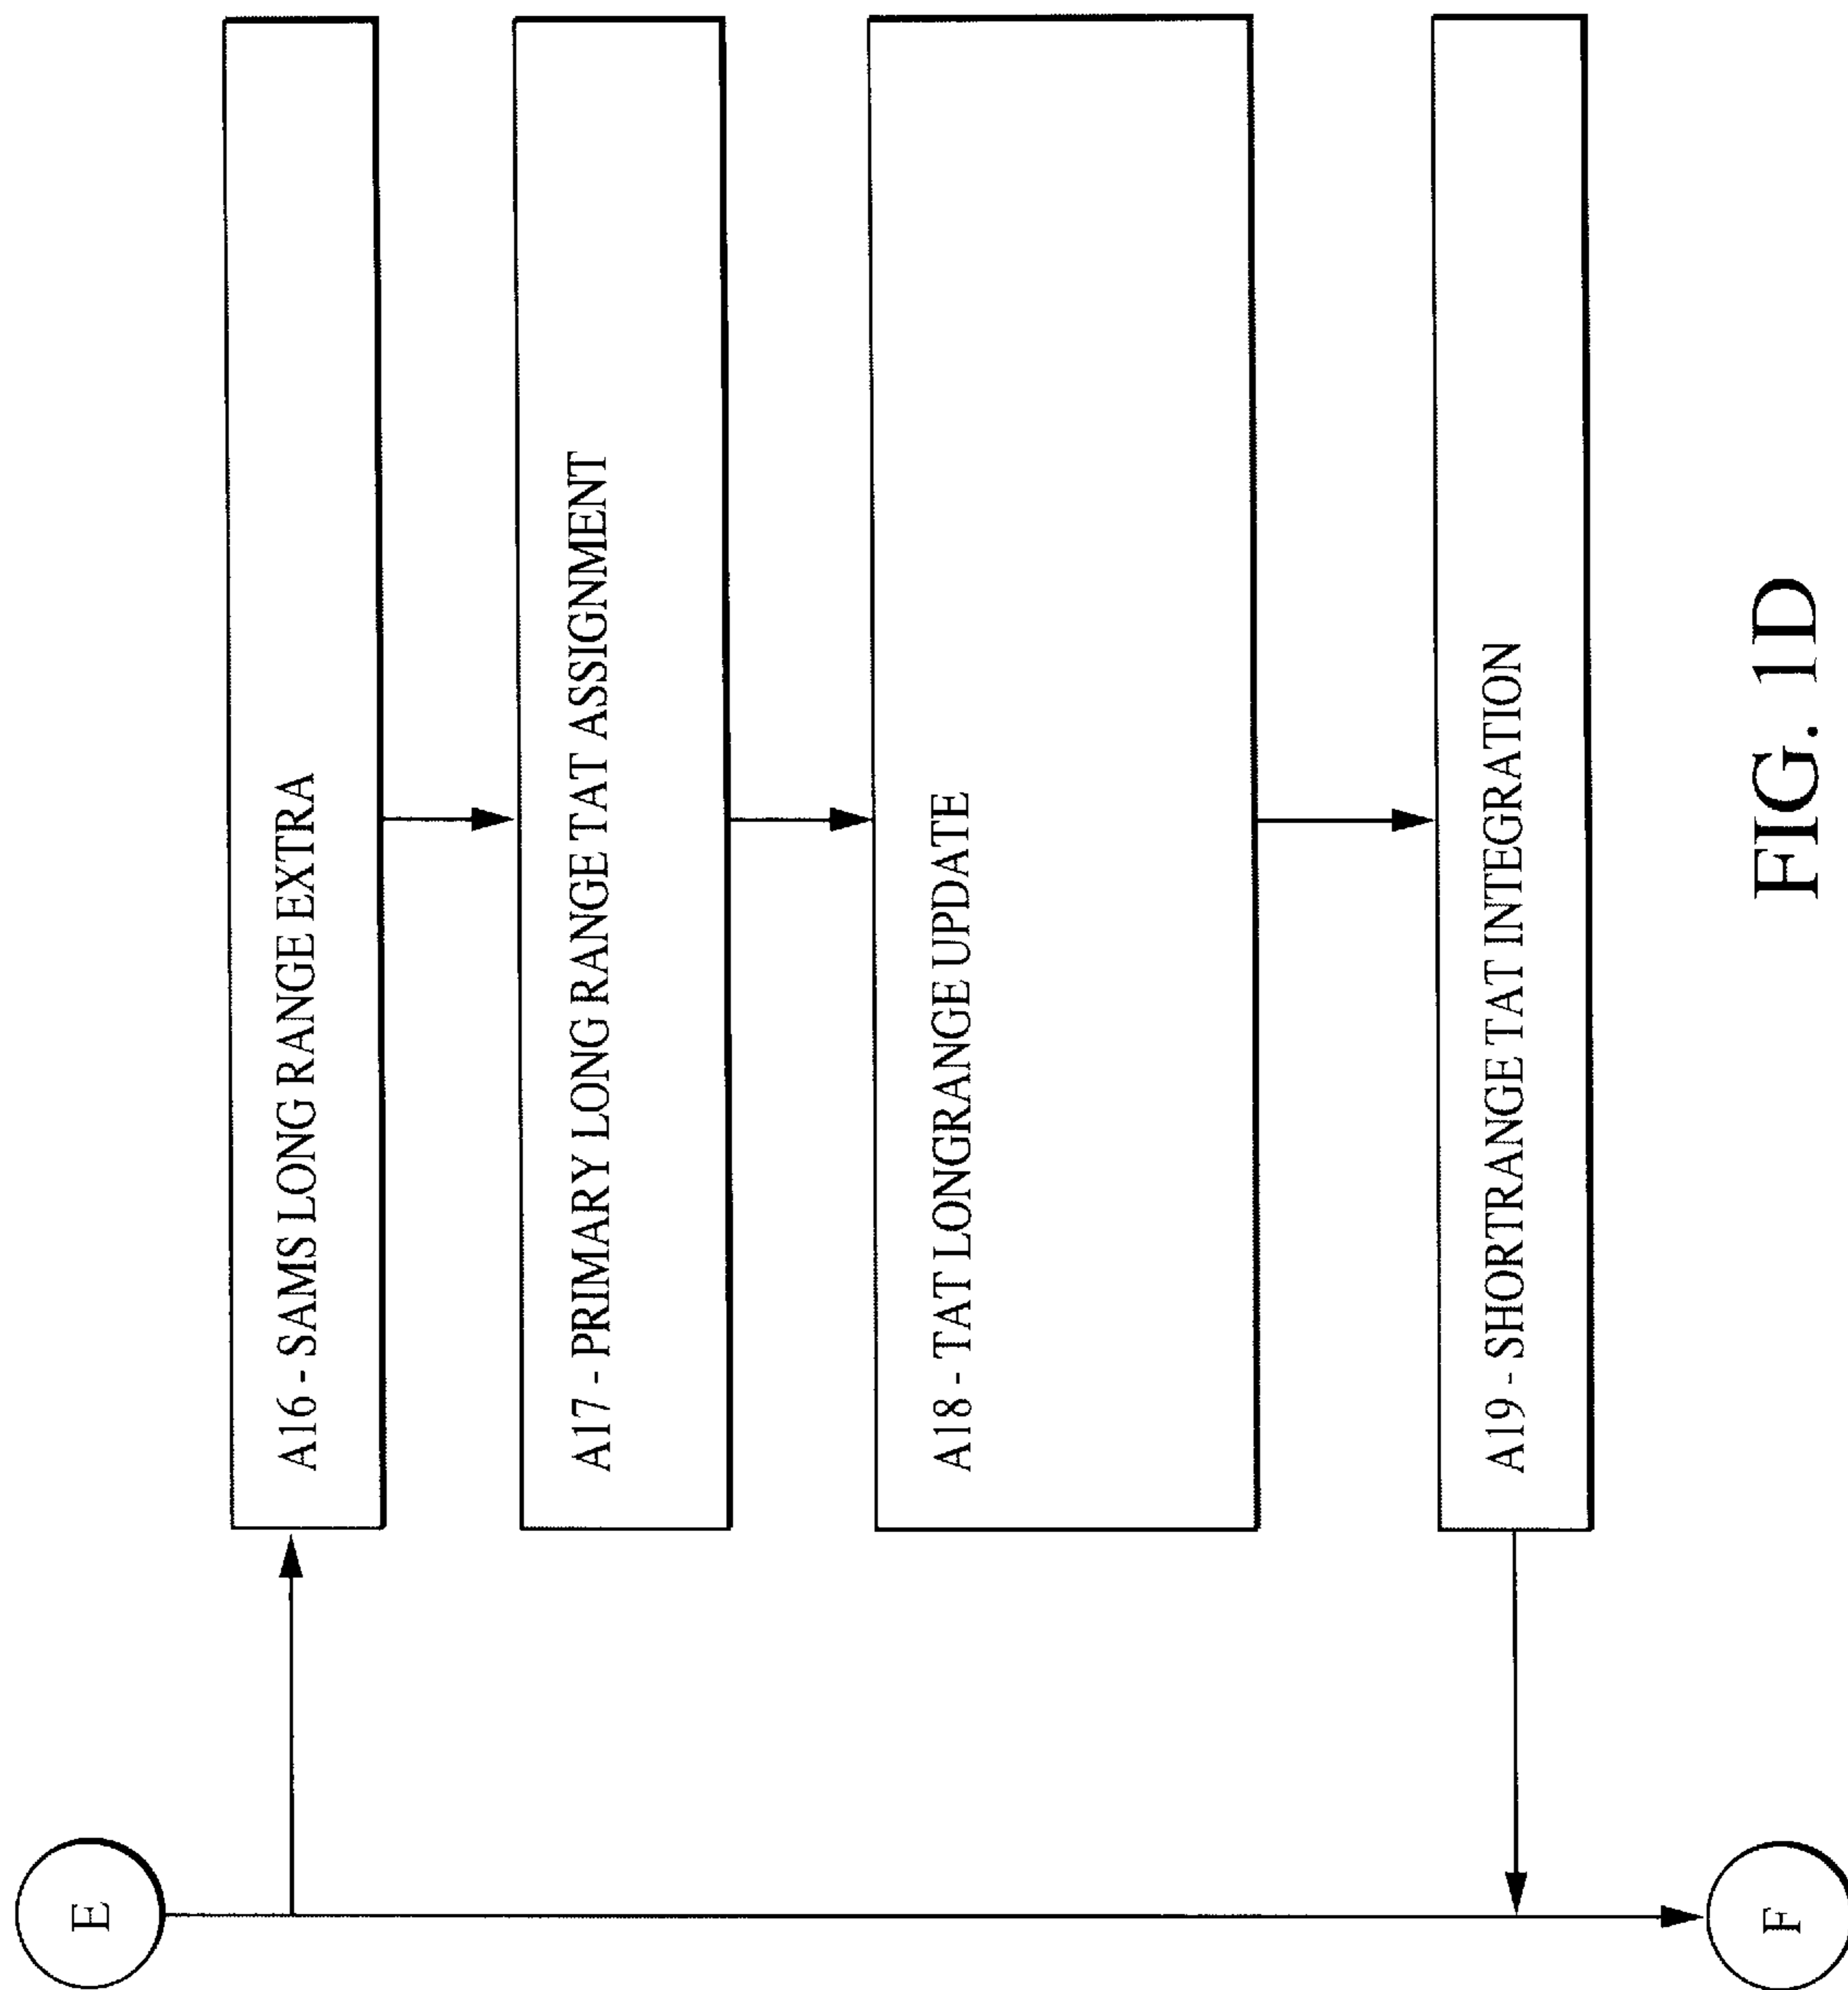 E
A16 - SAMS LONG RANGE EXTRA
A17 - PRIMARY LONG RANGE TAT ASSIGNMENT
A18 - TAT LONGRANGE UPDATE
A19 - SHORTRANGE TAT INTEGRATION
F
FIG. 1D